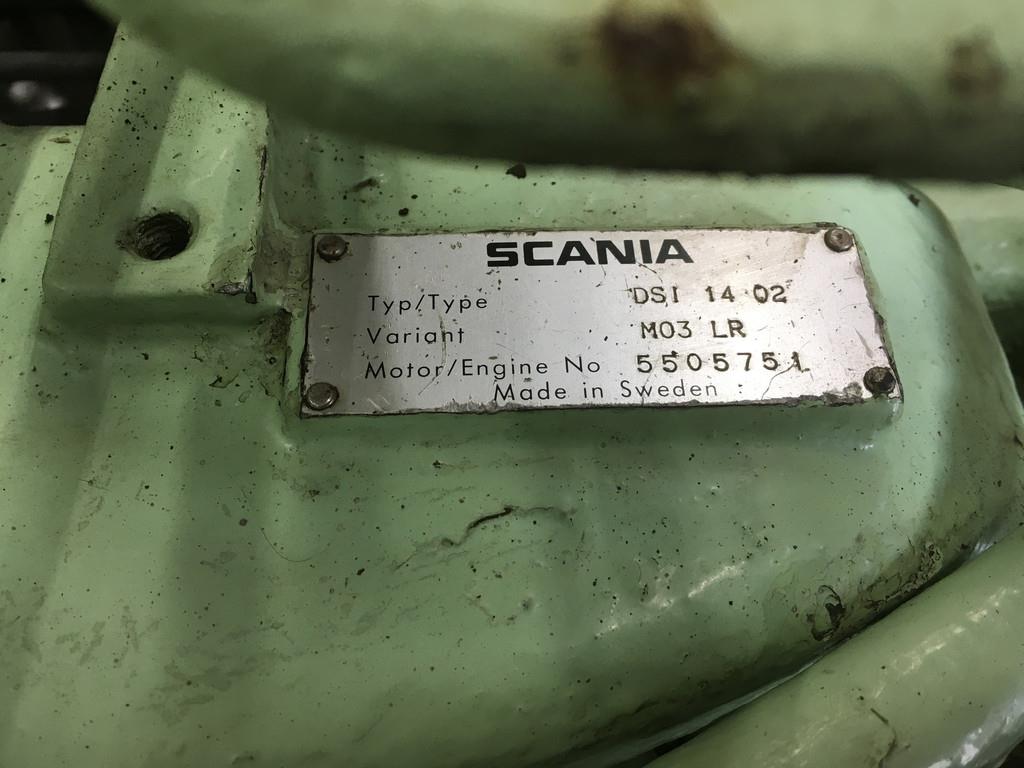 SCANIA
Typ/Type DSI 14 02
Variant M03 LR
Motor/Engine No 5505751
Made in Sweden